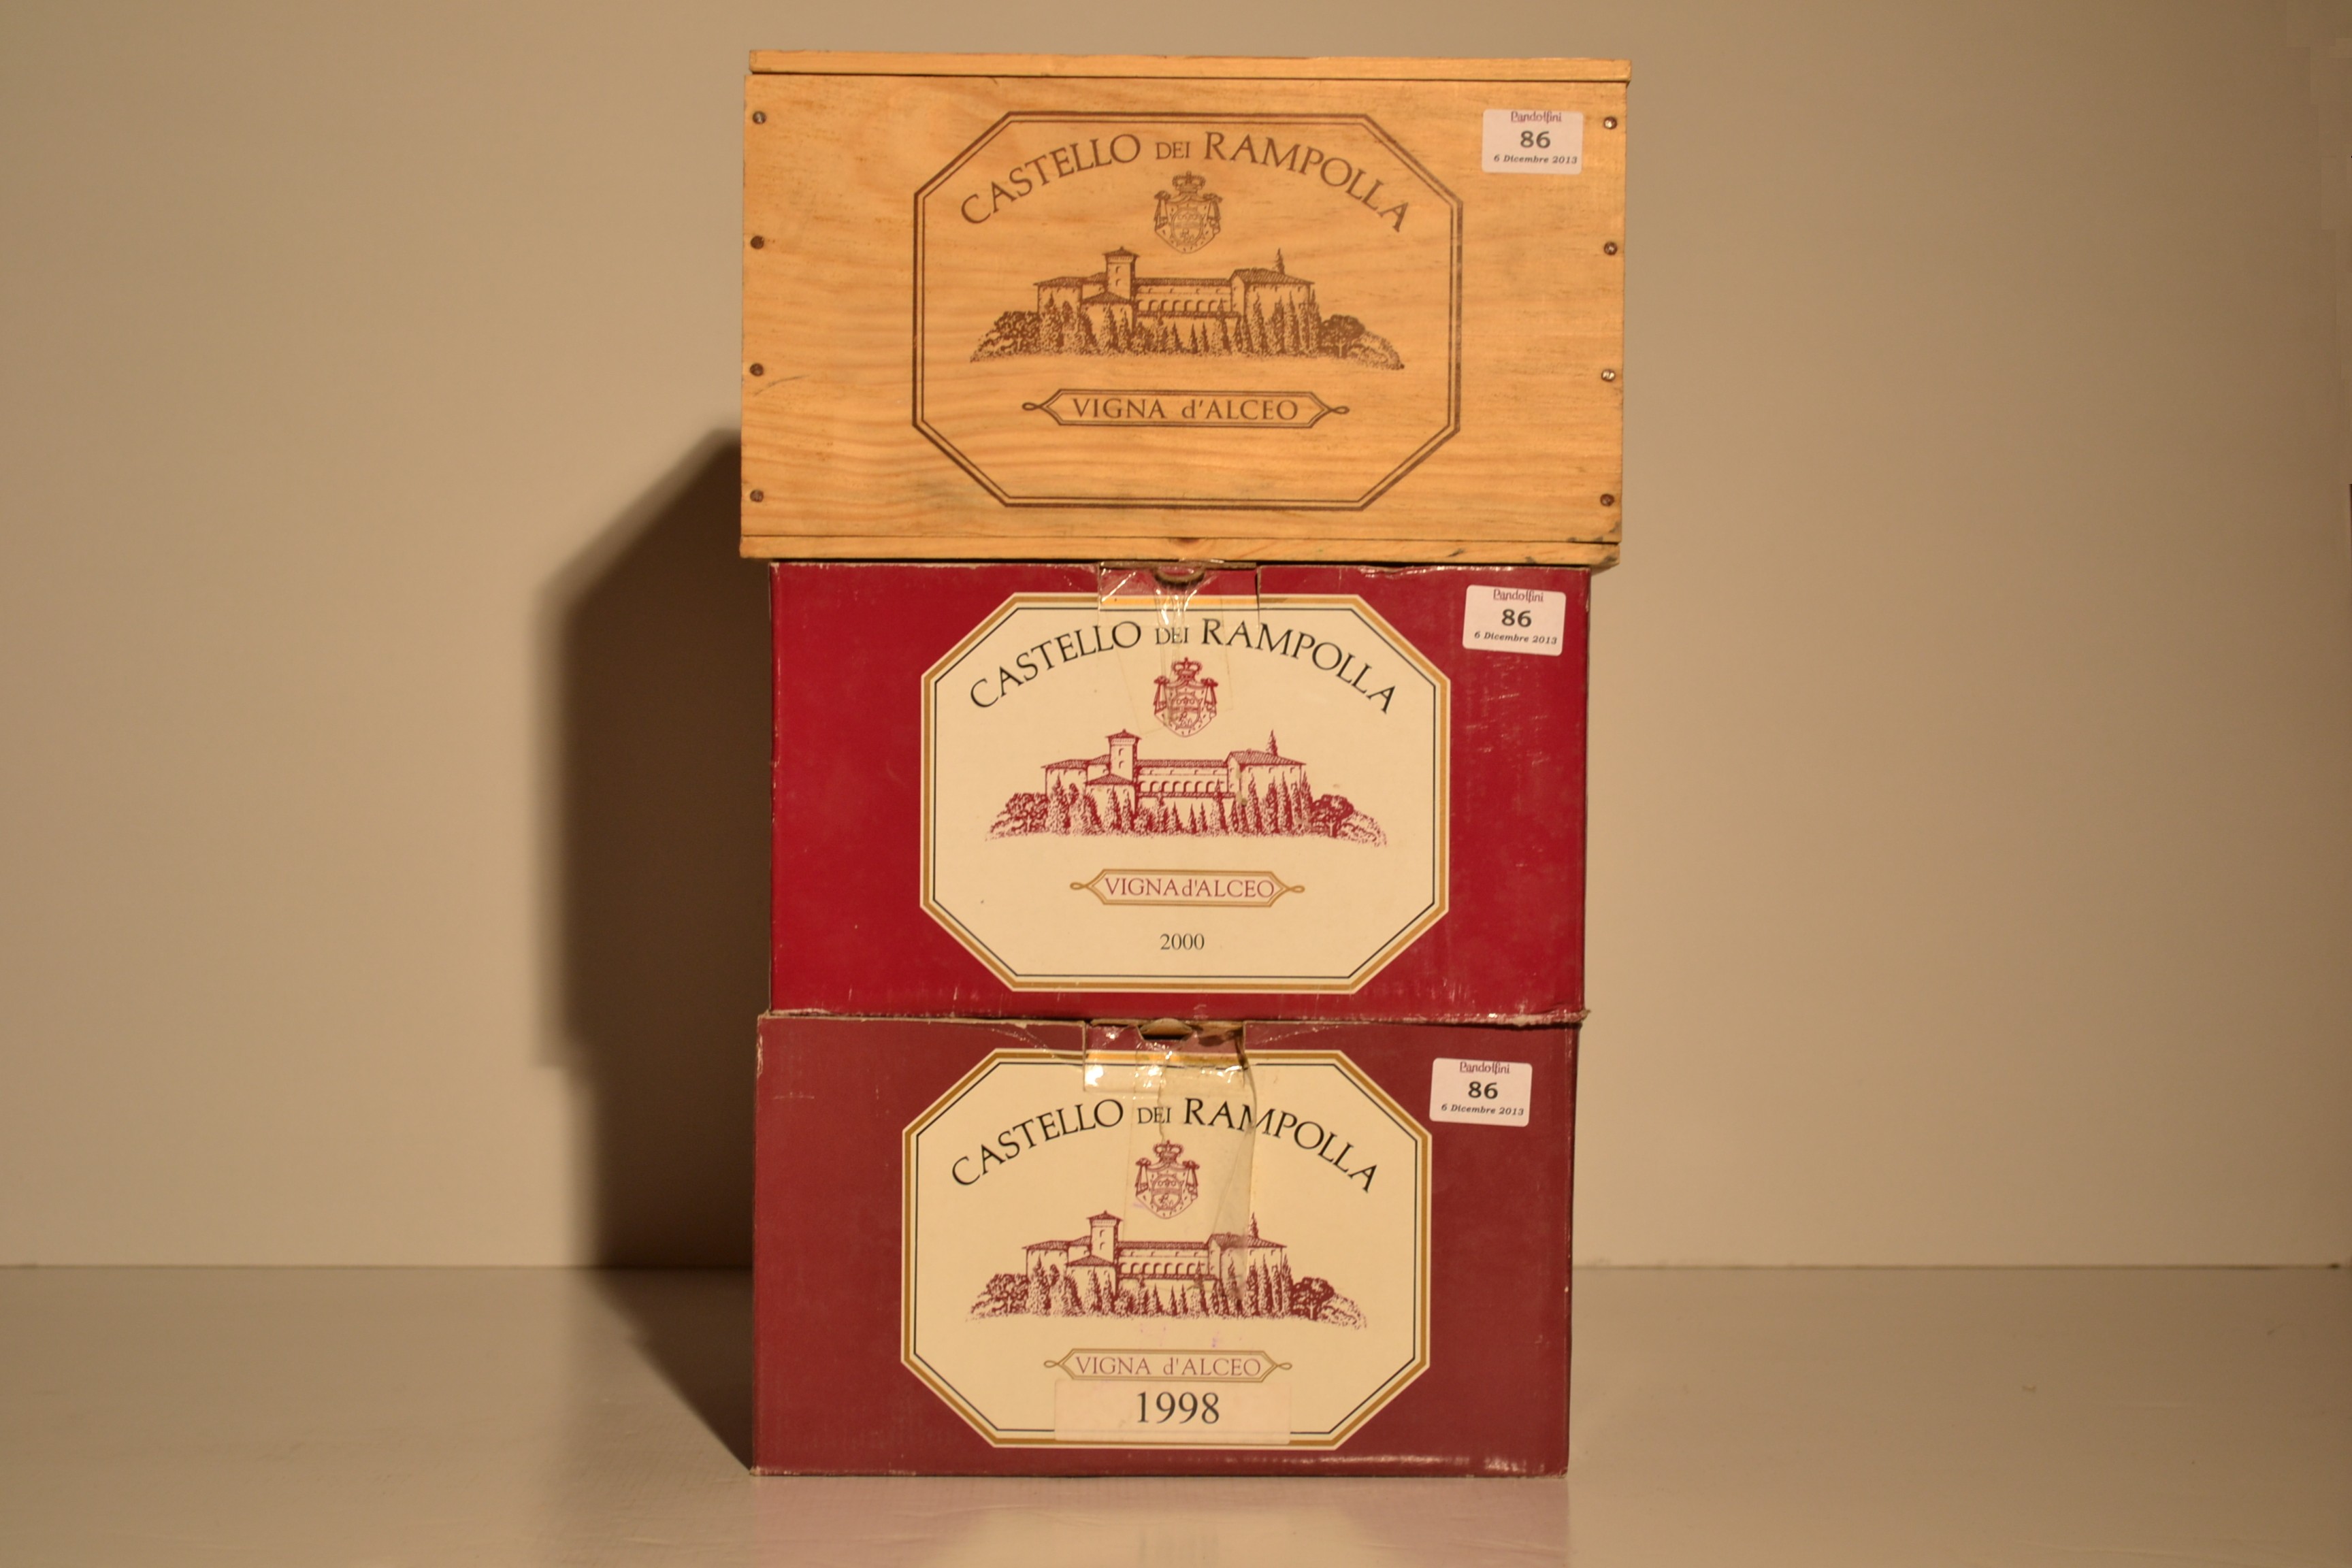 CASTELLO DEI RAMPOLLA
VIGNA d'ALCEO
Pandolfini
86
6 Dicembre 2013
CASTELLO DEI RAMPOLLA
VIGNA d'ALCEO
2000
Pandolfini
86
6 Dicembre 2013
CASTELLO DEI RAMPOLLA
VIGNA d'ALCEO
1998
Pandolfini
86
6 Dicembre 2013